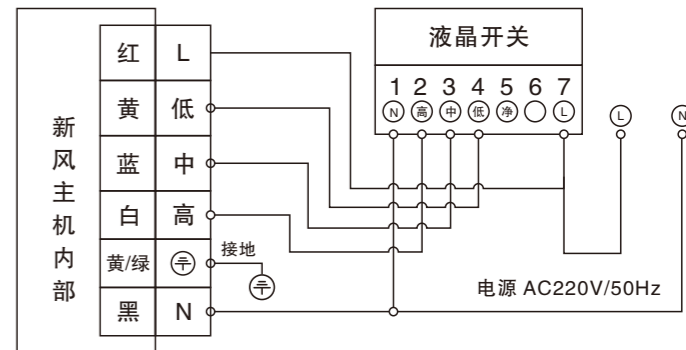 新风主机内部
红 L
黄 低
蓝 中
白 高
黄/绿
黑 N
接地
液晶开关
1 2 3 4 5 6 7
N 高 中 低 净 L
L N
电源 AC220V/50Hz